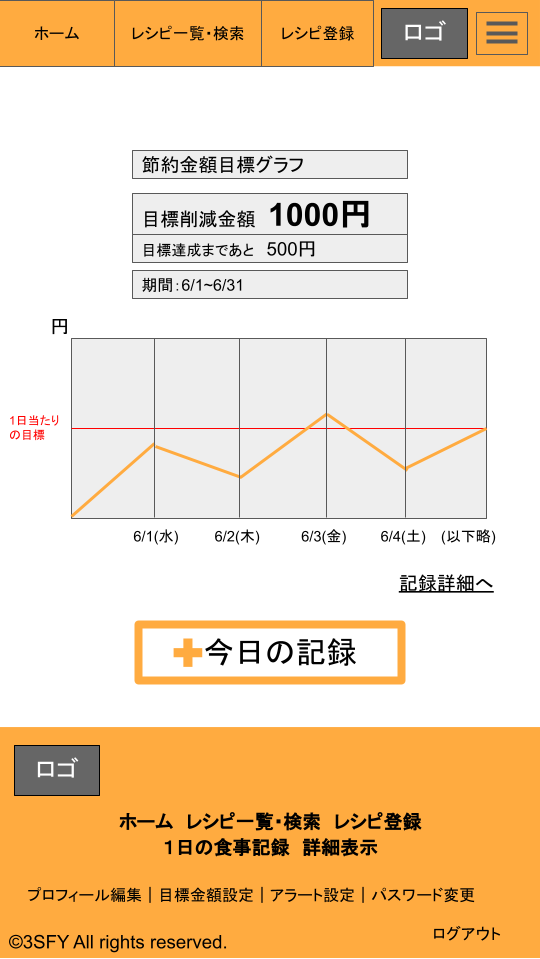 ホーム レシピ一覧・検索 レシピ登録 ロゴ
節約金額目標グラフ
目標削減金額 1000円
目標達成まであと 500円
期間：6/1~6/31
円
1日当たり
の目標
6/1(水) 6/2(木) 6/3(金) 6/4(土) (以下略)
記録詳細へ
今日の記録
ロゴ
ホーム レシピ一覧・検索 レシピ登録
１日の食事記録 詳細表示
プロフィール編集｜目標金額設定｜アラート設定｜パスワード変更
ログアウト
©3SFY All rights reserved.